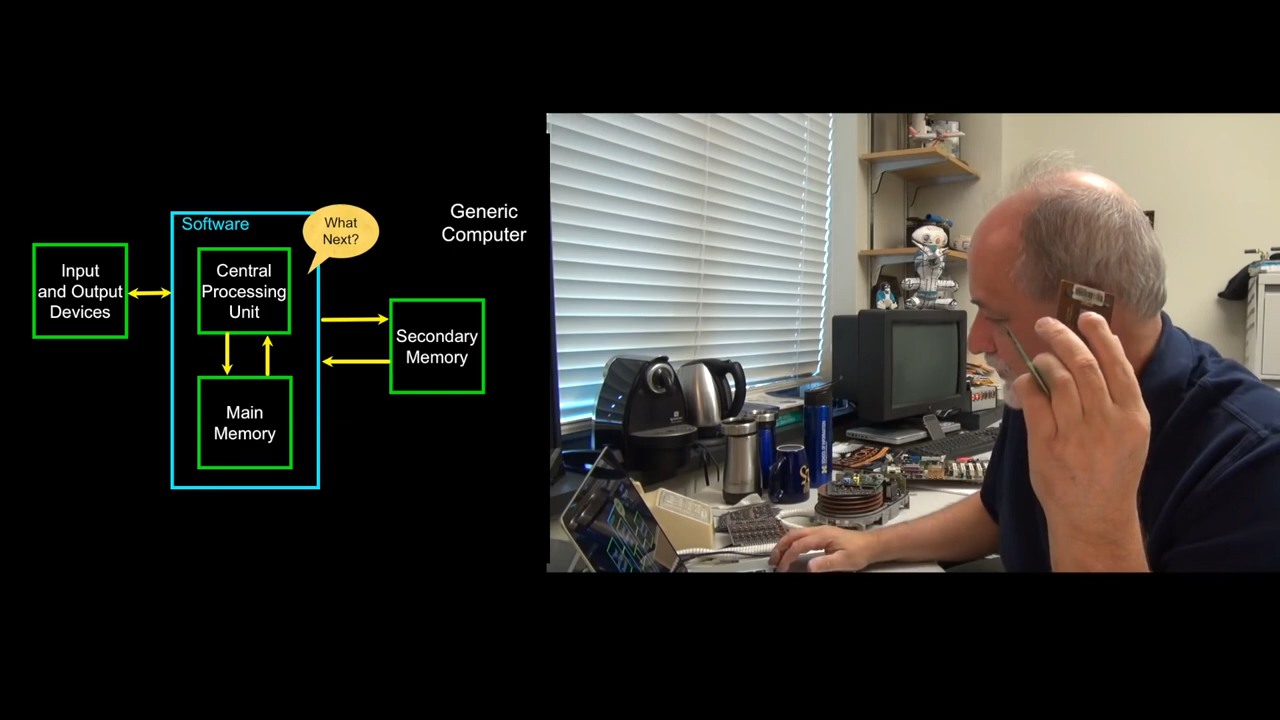 Software
What
Next?
Generic
Computer
Input
and Output
Devices
Central
Processing
Unit
Secondary
Memory
Main
Memory